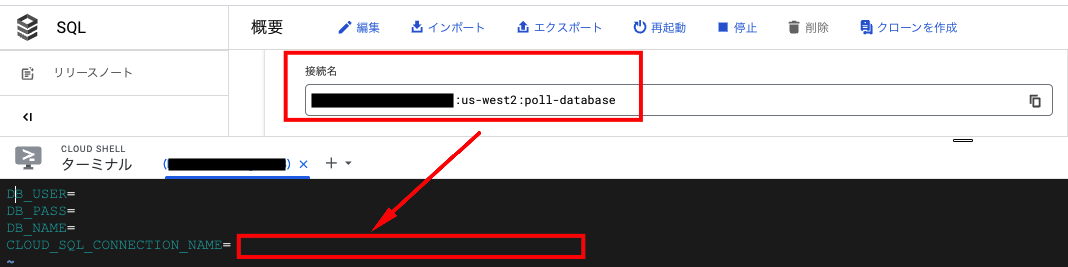 SQL
概要
編集
インポート
エクスポート
再起動
停止
削除
クローンを作成
リリースノート
接続名
:us-west2:poll-database
CLOUD SHELL
ターミナル
( )
DB_USER=
DB_PASS=
DB_NAME=
CLOUD_SQL_CONNECTION_NAME=
~